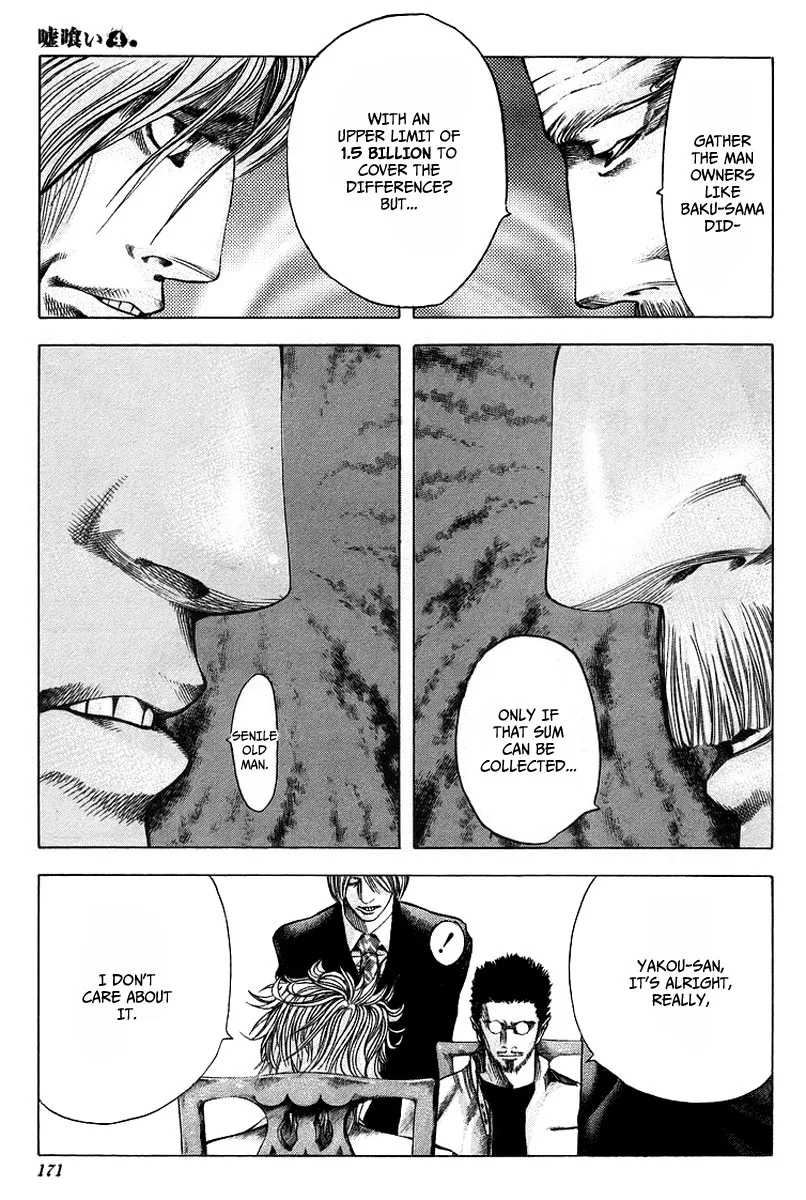 嘘喰い 4.
GATHER
THE MAN
OWNERS
LIKE
BAKU-SAMA
DID-
WITH AN
UPPER LIMIT OF
1.5 BILLION TO
COVER THE
DIFFERENCE?
BUT...
ONLY IF
THAT SUM
CAN BE
COLLECTED...
SENILE
OLD
MAN.
YAKOU-SAN,
IT'S ALRIGHT,
REALLY,
!
I DON'T
CARE ABOUT
IT.
171